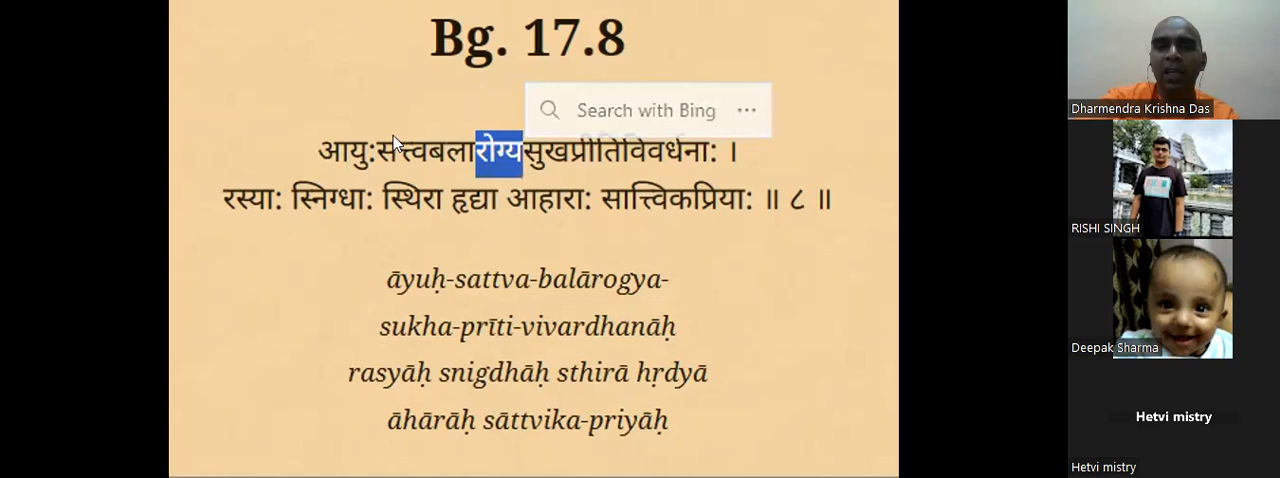 Bg. 17.8
Search with Bing
आयु:सत्त्वबलारोग्यसुखप्रीतिविवर्धना: ।
रस्या: स्निग्धा: स्थिरा हृद्या आहारा: सात्त्विकप्रिया: ॥ ८ ॥
āyuḥ-sattva-balārogya-
sukha-prīti-vivardhanāḥ
rasyāḥ snigdhāḥ sthirā hṛdyā
āhārāḥ sāttvika-priyāḥ
Dharmendra Krishna Das
RISHI SINGH
Deepak Sharma
Hetvi mistry
Hetvi mistry